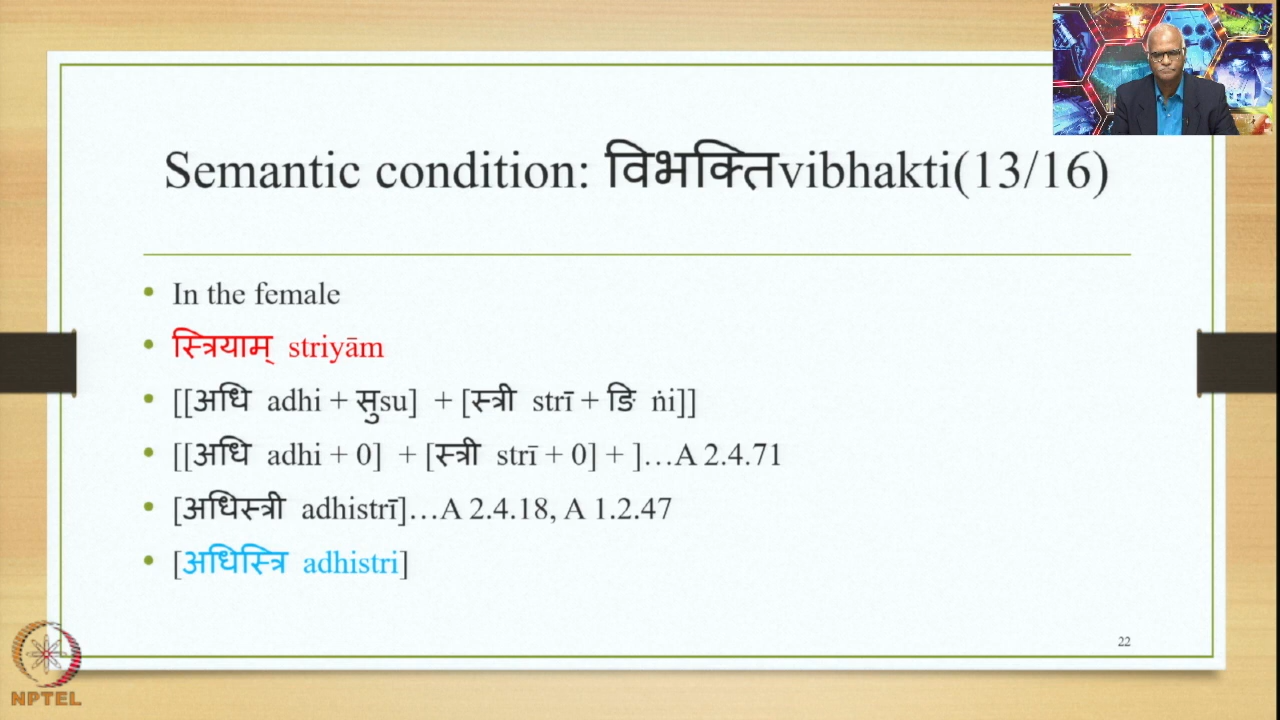 Semantic condition: विभक्तिvibhakti(13/16)
• In the female
• स्त्रियाम् striyām
• [[अधि adhi + सुsu] + [स्त्री strī + ङि ṅi]]
• [[अधि adhi + 0] + [स्त्री strī + 0] + ]…A 2.4.71
• [अधिस्त्री adhistrī]…A 2.4.18, A 1.2.47
• [अधिस्त्रि adhistri]
22
NPTEL